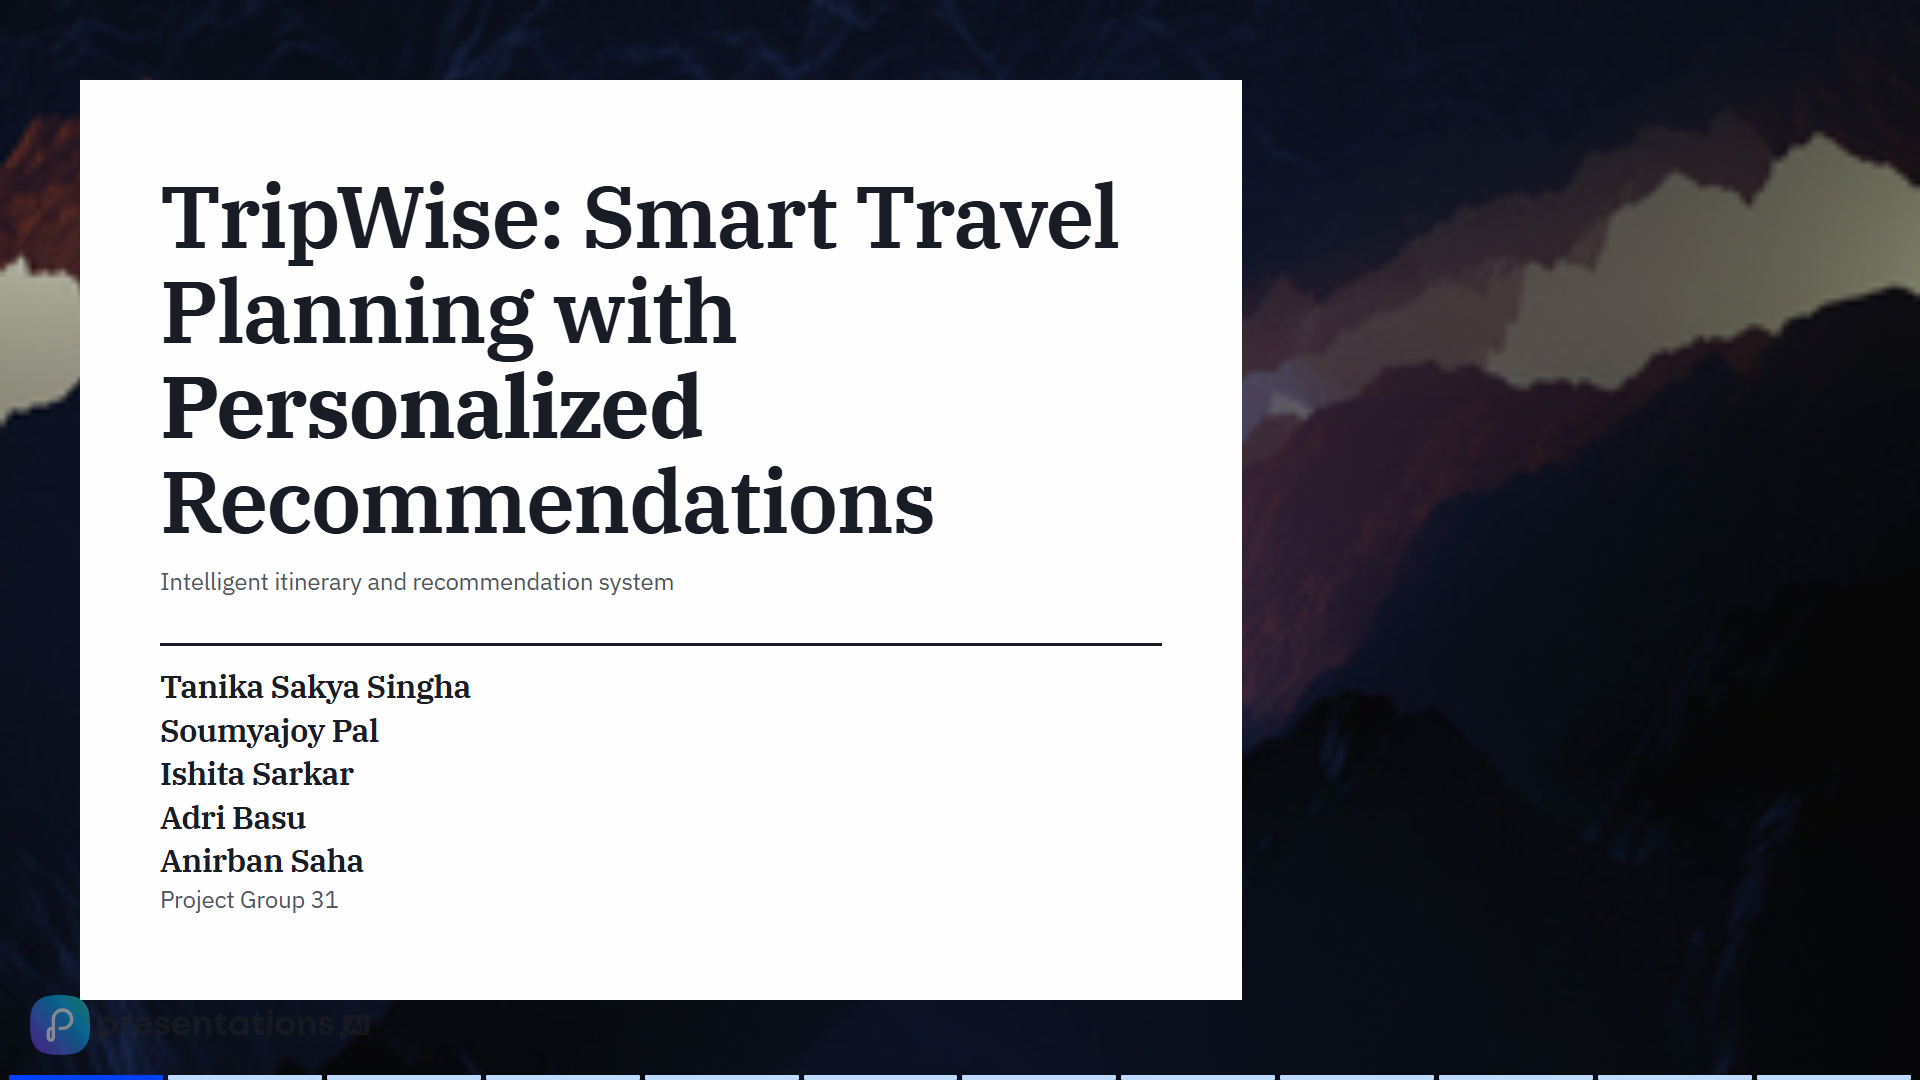 TripWise: Smart Travel
Planning with
Personalized
Recommendations
Intelligent itinerary and recommendation system
Tanika Sakya Singha
Soumyajoy Pal
Ishita Sarkar
Adri Basu
Anirban Saha
Project Group 31
presentations.AI